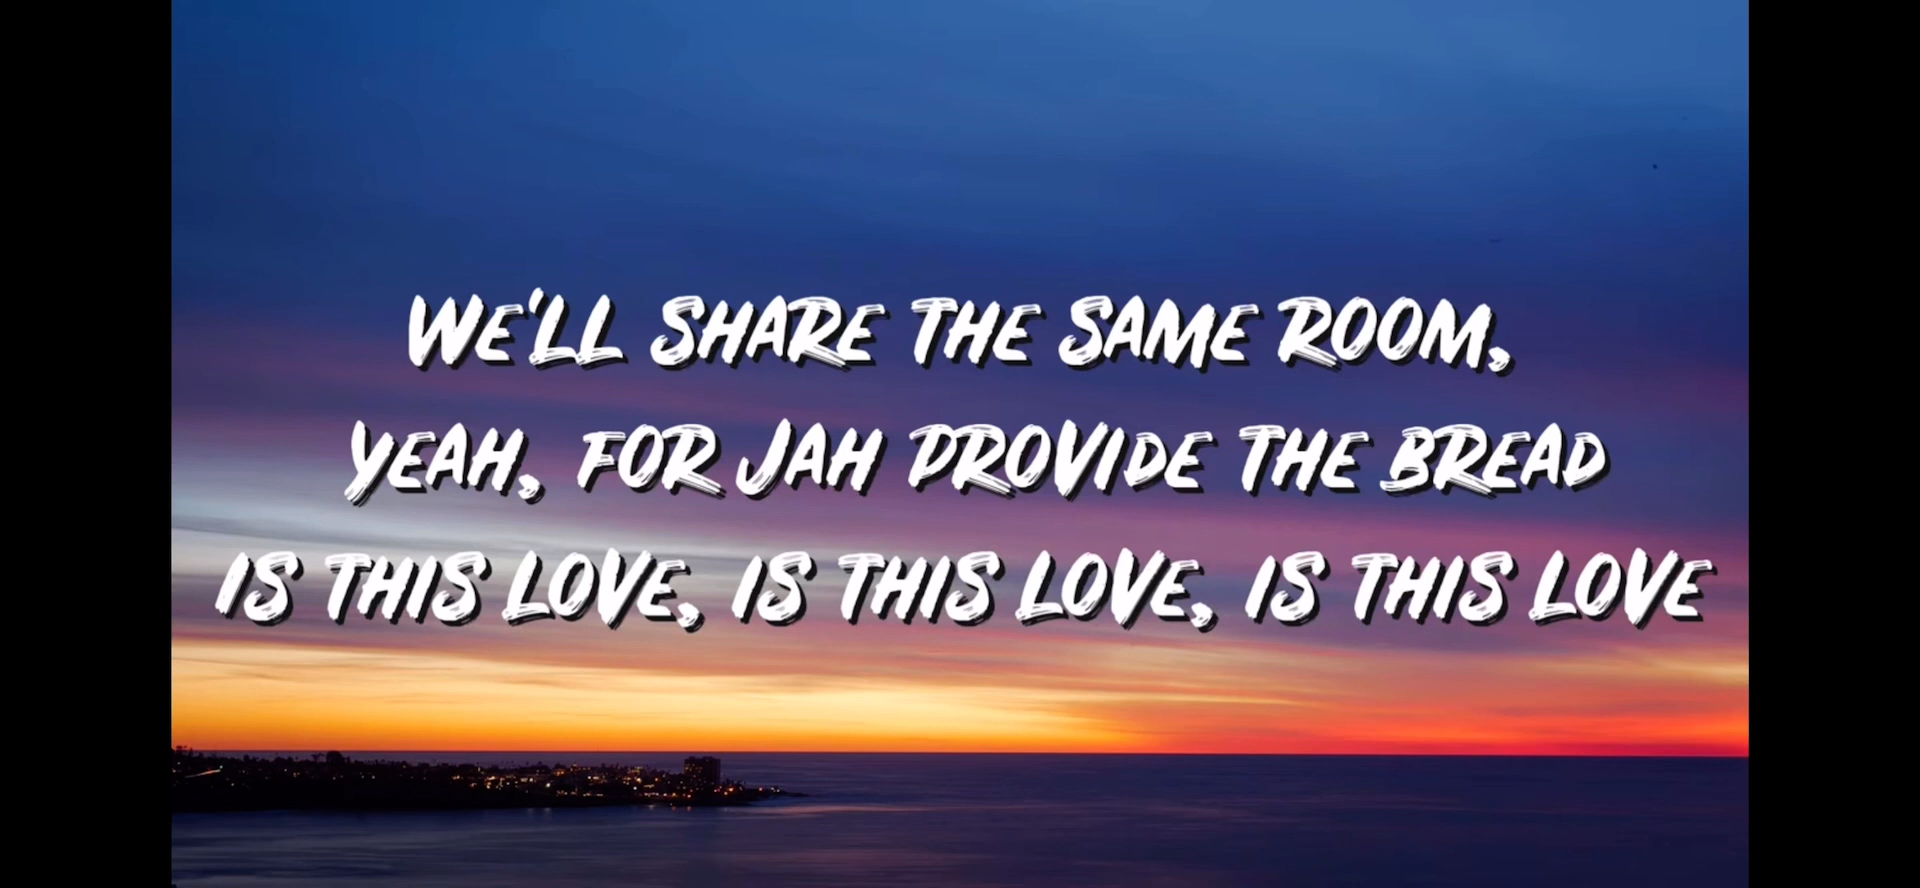 WE'LL SHARE THE SAME ROOM,
YEAH, FOR JAH PROVIDE THE BREAD
IS THIS LOVE, IS THIS LOVE, IS THIS LOVE